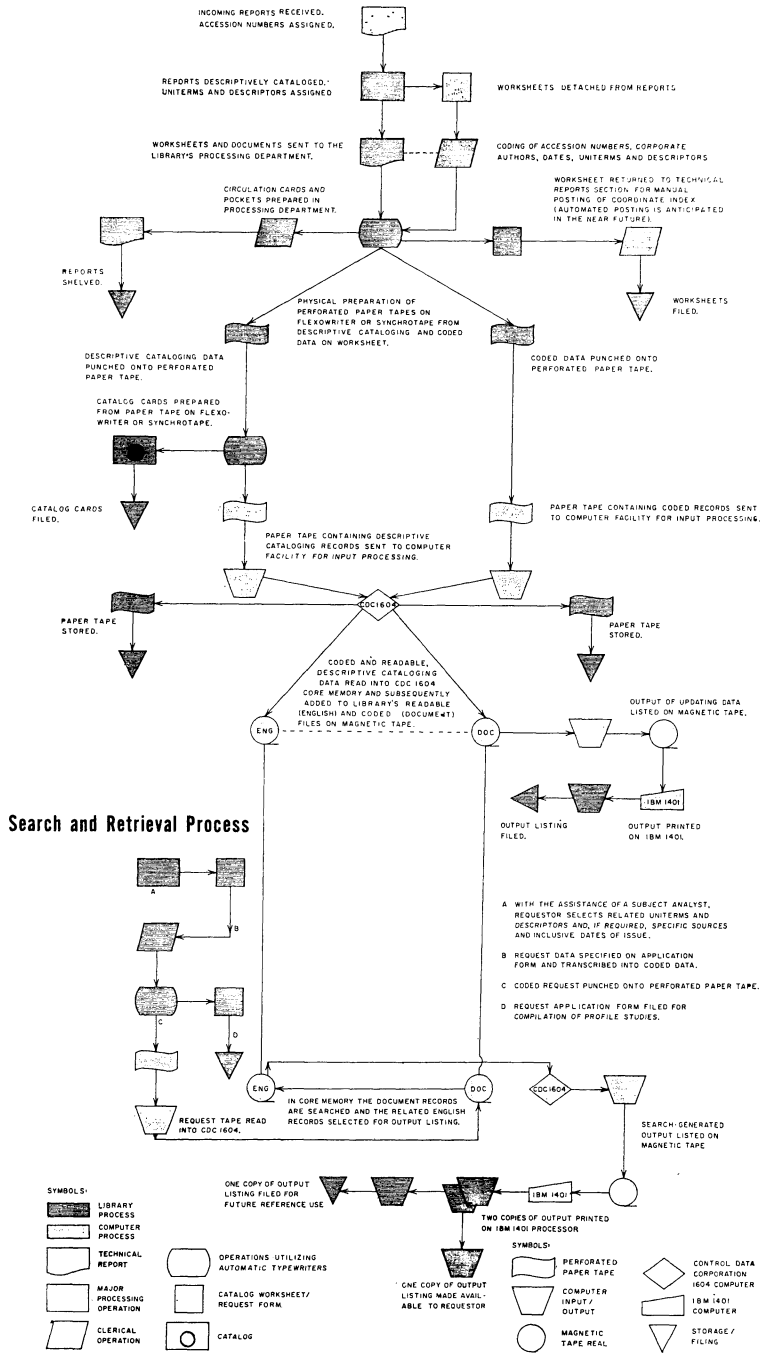 INCOMING REPORTS RECEIVED.
ACCESSION NUMBERS ASSIGNED.
REPORTS DESCRIPTIVELY CATALOGED,
UNITERMS AND DESCRIPTORS ASSIGNED
WORKSHEETS DETACHED FROM REPORTS
WORKSHEETS AND DOCUMENTS SENT TO THE
LIBRARY'S PROCESSING DEPARTMENT.
CODING OF ACCESSION NUMBERS, CORPORATE
AUTHORS, DATES, UNITERMS AND DESCRIPTORS
CIRCULATION CARDS AND
POCKETS PREPARED IN
PROCESSING DEPARTMENT.
WORKSHEET RETURNED TO TECHNICAL
REPORTS SECTION FOR MANUAL
POSTING OF COORDINATE INDEX
(AUTOMATED POSTING IS ANTICIPATED
IN THE NEAR FUTURE).
REPORTS
SHELVED.
WORKSHEETS
FILED.
PHYSICAL PREPARATION OF
PERFORATED PAPER TAPES ON
FLEXOWRITER OR SYNCHROTAPE FROM
DESCRIPTIVE CATALOGING AND CODED
DATA ON WORKSHEET.
DESCRIPTIVE CATALOGING DATA
PUNCHED ONTO PERFORATED
PAPER TAPE.
CODED DATA PUNCHED ONTO
PERFORATED PAPER TAPE.
CATALOG CARDS PREPARED
FROM PAPER TAPE ON FLEXO-
WRITER OR SYNCHROTAPE.
CATALOG CARDS
FILED.
PAPER TAPE CONTAINING CODED RECORDS SENT
TO COMPUTER FACILITY FOR INPUT PROCESSING.
PAPER TAPE CONTAINING DESCRIPTIVE
CATALOGING RECORDS SENT TO COMPUTER
FACILITY FOR INPUT PROCESSING.
CDC1604
PAPER TAPE
STORED.
PAPER TAPE
STORED.
CODED AND READABLE,
DESCRIPTIVE CATALOGING
DATA READ INTO CDC 1604
CORE MEMORY AND SUBSEQUENTLY
ADDED TO LIBRARY'S READABLE
(ENGLISH) AND CODED (DOCUMENT)
FILES ON MAGNETIC TAPE.
ENG
DOC
OUTPUT OF UPDATING DATA
LISTED ON MAGNETIC TAPE.
IBM 1401
OUTPUT LISTING
FILED.
OUTPUT PRINTED
ON IBM 1401.
Search and Retrieval Process
A
B
C
D
A WITH THE ASSISTANCE OF A SUBJECT ANALYST,
REQUESTOR SELECTS RELATED UNITERMS AND
DESCRIPTORS AND, IF REQUIRED, SPECIFIC SOURCES
AND INCLUSIVE DATES OF ISSUE.
B REQUEST DATA SPECIFIED ON APPLICATION
FORM AND TRANSCRIBED INTO CODED DATA.
C CODED REQUEST PUNCHED ONTO PERFORATED PAPER TAPE.
D REQUEST APPLICATION FORM FILED FOR
COMPILATION OF PROFILE STUDIES.
ENG
DOC
CDC1604
IN CORE MEMORY THE DOCUMENT RECORDS
ARE SEARCHED AND THE RELATED ENGLISH
RECORDS SELECTED FOR OUTPUT LISTING.
REQUEST TAPE READ
INTO CDC 1604.
SEARCH-GENERATED
OUTPUT LISTED ON
MAGNETIC TAPE
ONE COPY OF OUTPUT
LISTING FILED FOR
FUTURE REFERENCE USE
IBM 1401
TWO COPIES OF OUTPUT PRINTED
ON IBM 1401 PROCESSOR
ONE COPY OF OUTPUT
LISTING MADE AVAIL-
ABLE TO REQUESTOR
SYMBOLS:
LIBRARY
PROCESS
COMPUTER
PROCESS
TECHNICAL
REPORT
MAJOR
PROCESSING
OPERATION
CLERICAL
OPERATION
OPERATIONS UTILIZING
AUTOMATIC TYPEWRITERS
CATALOG WORKSHEET/
REQUEST FORM
CATALOG
SYMBOLS:
PERFORATED
PAPER TAPE
COMPUTER
INPUT/
OUTPUT
MAGNETIC
TAPE REAL
CONTROL DATA
CORPORATION
1604 COMPUTER
IBM 1401
COMPUTER
STORAGE/
FILING